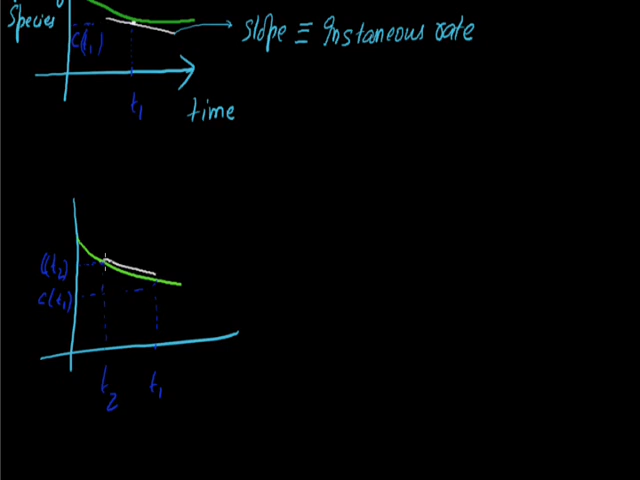 Species
C(t₁)
Slope ≡ Instaneous rate
t₁
time
C(t₂)
C(t₁)
t₂
t₁